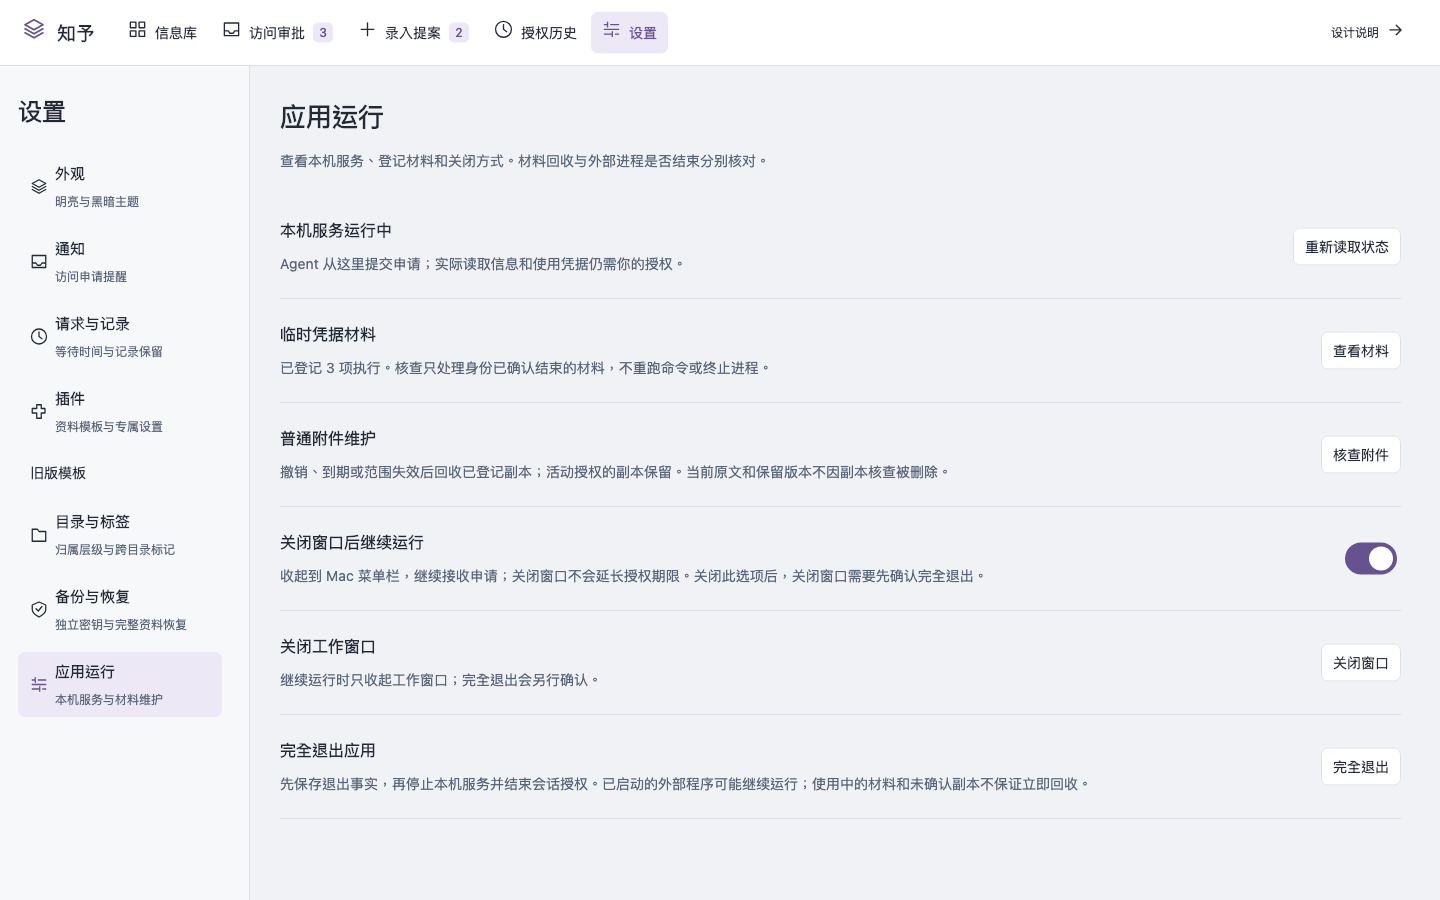 知予
信息库
访问审批 3
录入提案 2
授权历史
设置
设计说明
设置
外观
明亮与黑暗主题
通知
访问申请提醒
请求与记录
等待时间与记录保留
插件
资料模板与专属设置
旧版模板
目录与标签
归属层级与跨目录标记
备份与恢复
独立密钥与完整资料恢复
应用运行
本机服务与材料维护
应用运行
查看本机服务、登记材料和关闭方式。材料回收与外部进程是否结束分别核对。
本机服务运行中
Agent 从这里提交申请；实际读取信息和使用凭据仍需你的授权。
重新读取状态
临时凭据材料
已登记 3 项执行。核查只处理身份已确认结束的材料，不重跑命令或终止进程。
查看材料
普通附件维护
撤销、到期或范围失效后回收已登记副本；活动授权的副本保留。当前原文和保留版本不因副本核查被删除。
核查附件
关闭窗口后继续运行
收起到 Mac 菜单栏，继续接收申请；关闭窗口不会延长授权期限。关闭此选项后，关闭窗口需要先确认完全退出。
关闭工作窗口
继续运行时只收起工作窗口；完全退出会另行确认。
关闭窗口
完全退出应用
先保存退出事实，再停止本机服务并结束会话授权。已启动的外部程序可能继续运行；使用中的材料和未确认副本不保证立即回收。
完全退出